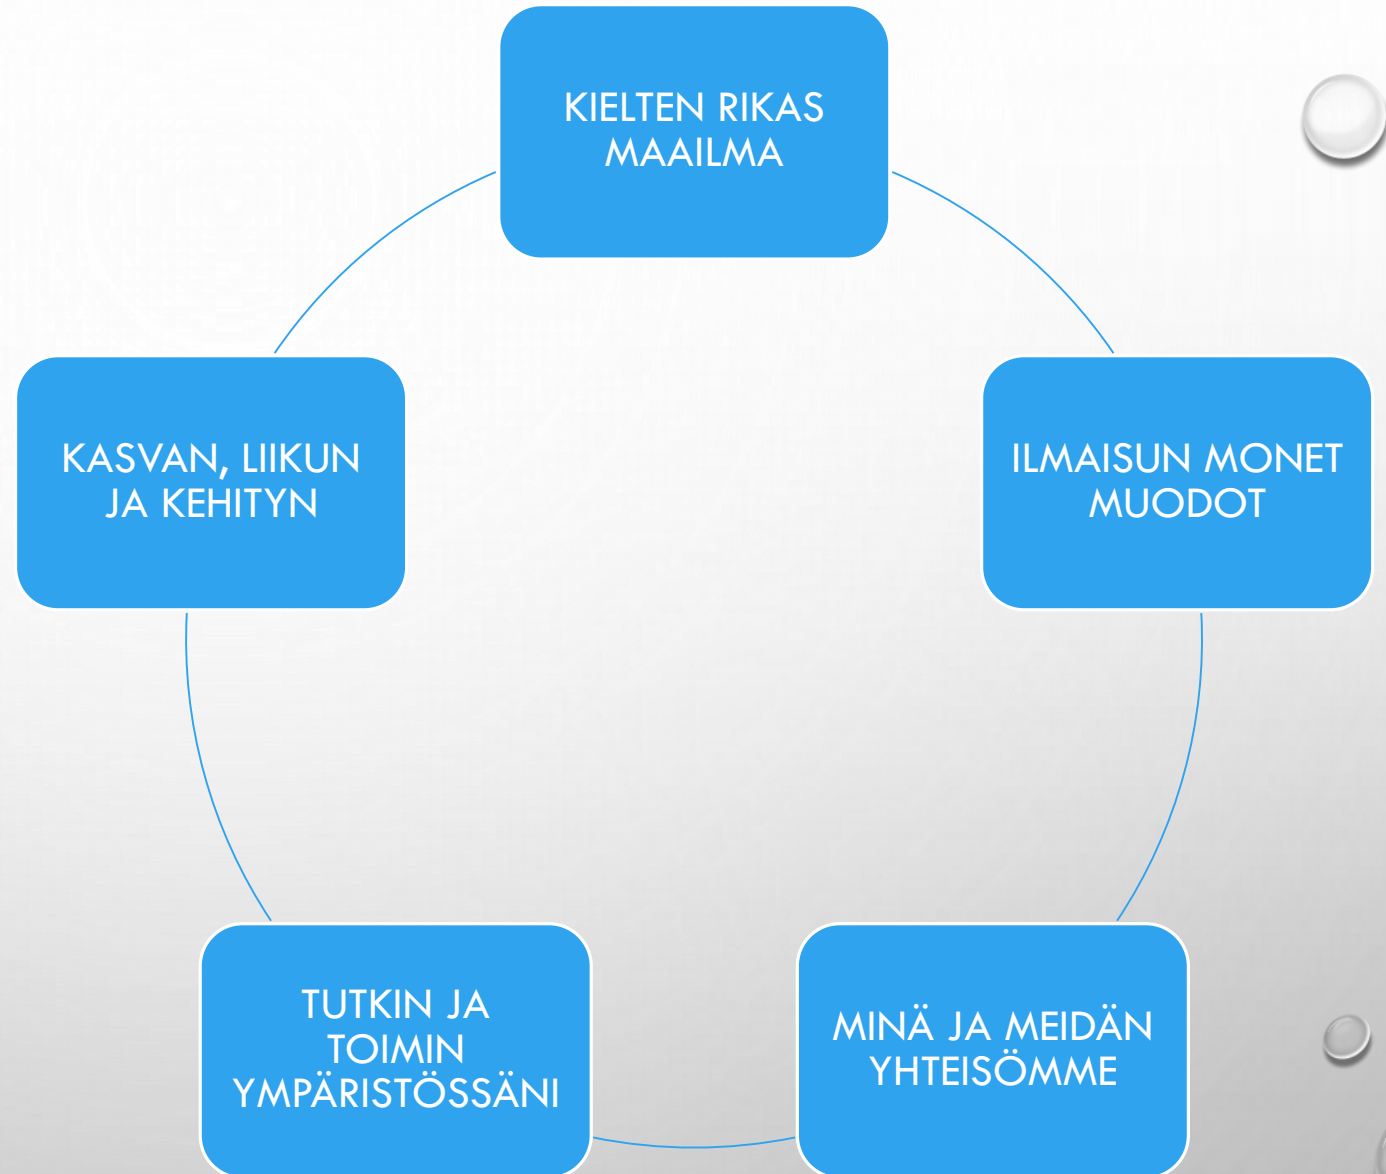 KIELTEN RIKAS
MAAILMA
ILMAISUN MONET
MUODOT
MINÄ JA MEIDÄN
YHTEISÖMME
TUTKIN JA
TOIMIN
YMPÄRISTÖSSÄNI
KASVAN, LIIKUN
JA KEHITYN